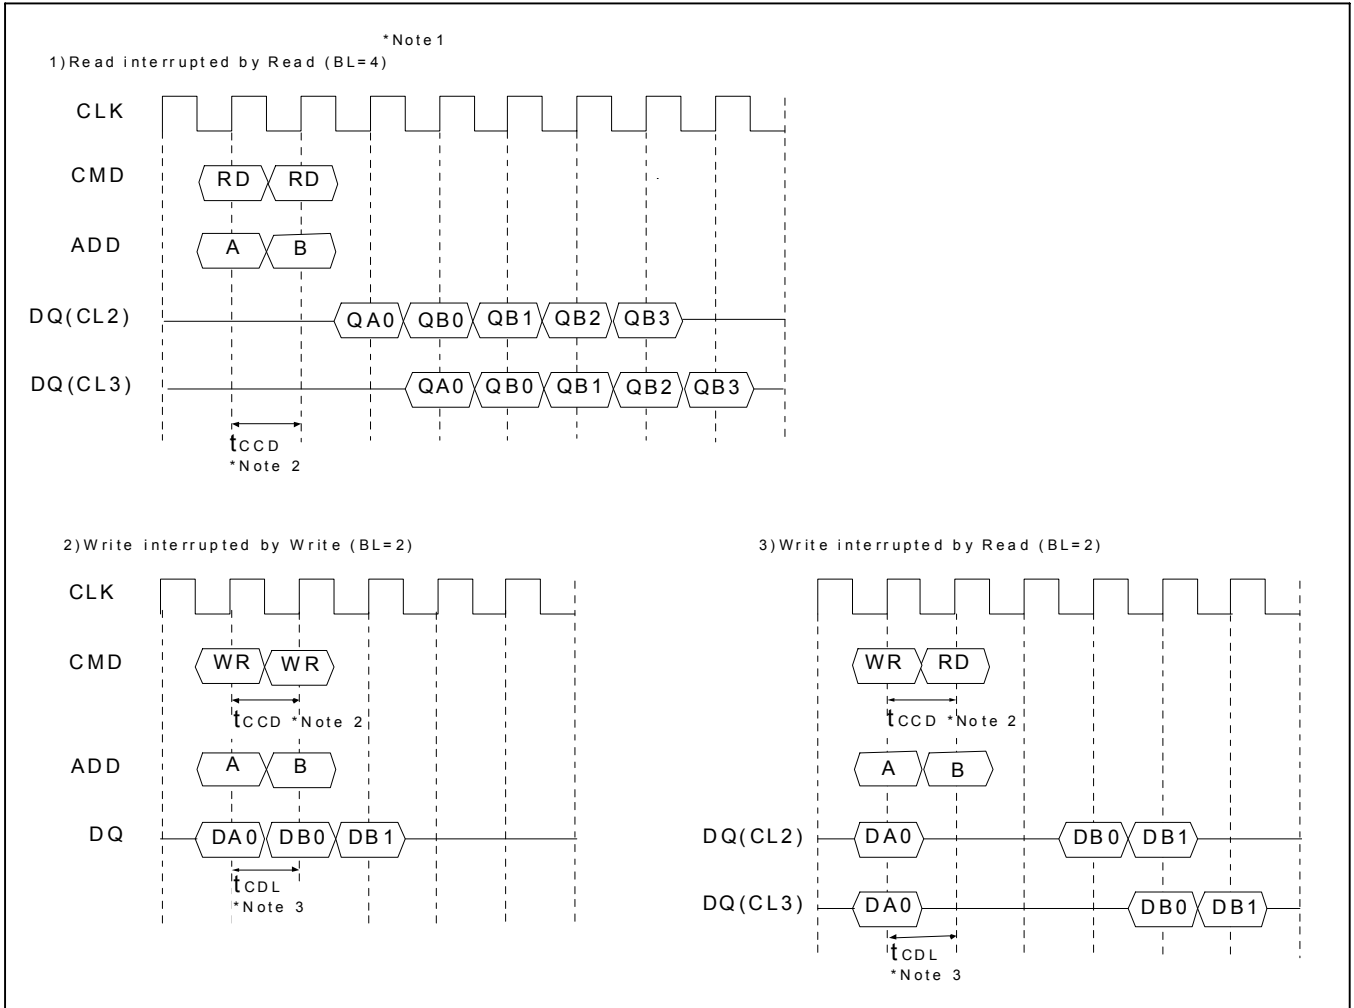 *Note1
1)Read interrupted by Read (BL=4)
CLK
CMD RD RD
ADD A B
DQ(CL2) QA0 QB0 QB1 QB2 QB3
DQ(CL3) QA0 QB0 QB1 QB2 QB3
tCCD
*Note 2
2)Write interrupted by Write (BL=2)
CLK
CMD WR WR
tCCD *Note 2
ADD A B
DQ DA0 DB0 DB1
tCDL
*Note 3
3)Write interrupted by Read (BL=2)
WR RD
tCCD *Note 2
A B
DQ(CL2) DA0 DB0 DB1
DQ(CL3) DA0 DB0 DB1
tCDL
*Note 3